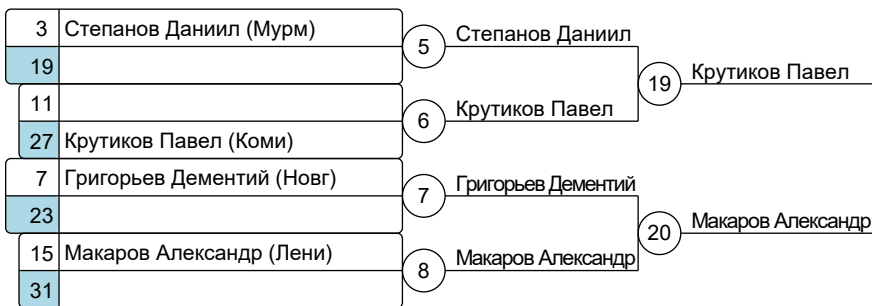 3 Степанов Даниил (Мурм)
19
11
27 Крутиков Павел (Коми)
7 Григорьев Дементий (Новг)
23
15 Макаров Александр (Лени)
31
5 Степанов Даниил
6 Крутиков Павел
7 Григорьев Дементий
8 Макаров Александр
19 Крутиков Павел
20 Макаров Александр